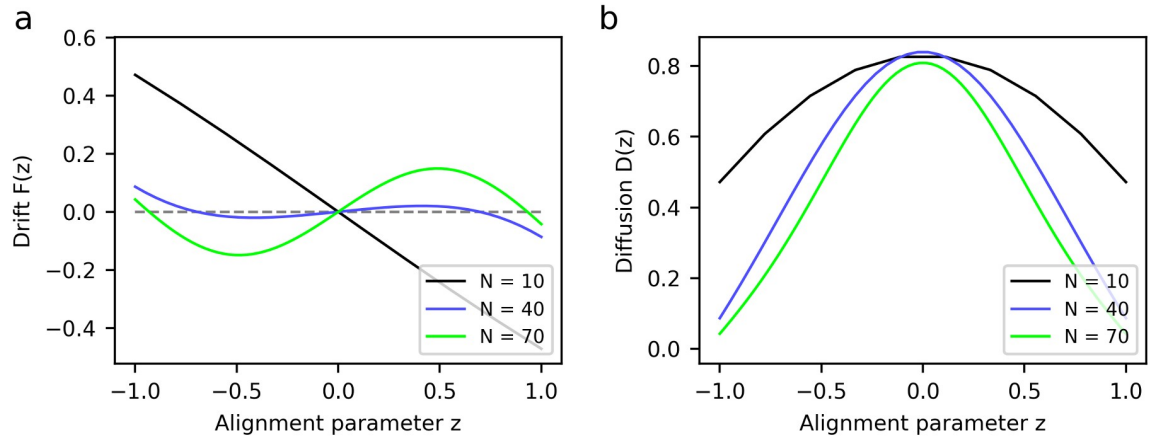 a
0.6
0.4
0.2
0.0
−0.2
−0.4
Drift F(z)
−1.0 −0.5 0.0 0.5 1.0
Alignment parameter z
N = 10
N = 40
N = 70
b
0.8
0.6
0.4
0.2
0.0
Diffusion D(z)
−1.0 −0.5 0.0 0.5 1.0
Alignment parameter z
N = 10
N = 40
N = 70